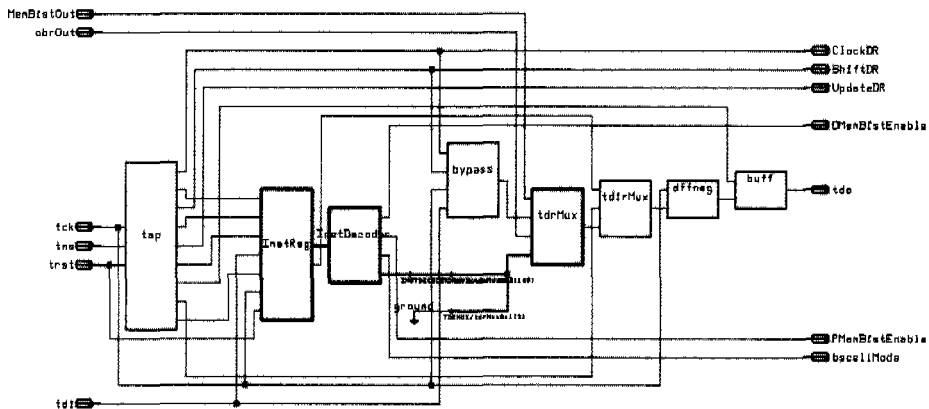 MemBistOut
obrOut
ClockDR
ShiftDR
UpdateDR
DMemBistEnable
bypass
tap
tdrMux
tdirMux
dffneg
buff
tdo
tck
tms
trst
InstReg
InstDecoder
ground
PMemBistEnable
bscellMode
tdi